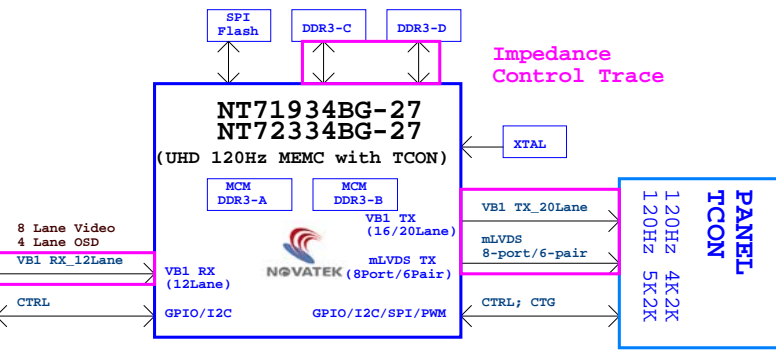 SPI
Flash
DDR3-C
DDR3-D
Impedance
Control Trace
NT71934BG-27
NT72334BG-27
(UHD 120Hz MEMC with TCON)
XTAL
MCM
DDR3-A
MCM
DDR3-B
VB1 TX
(16/20Lane)
VB1 TX_20Lane
8 Lane Video
4 Lane OSD
VB1 RX_12Lane
VB1 RX
(12Lane)
NOVATEK
mLVDS TX
(8Port/6Pair)
mLVDS
8-port/6-pair
PANEL
TCON
120Hz 4K2K
120Hz 5K2K
CTRL
GPIO/I2C
GPIO/I2C/SPI/PWM
CTRL; CTG